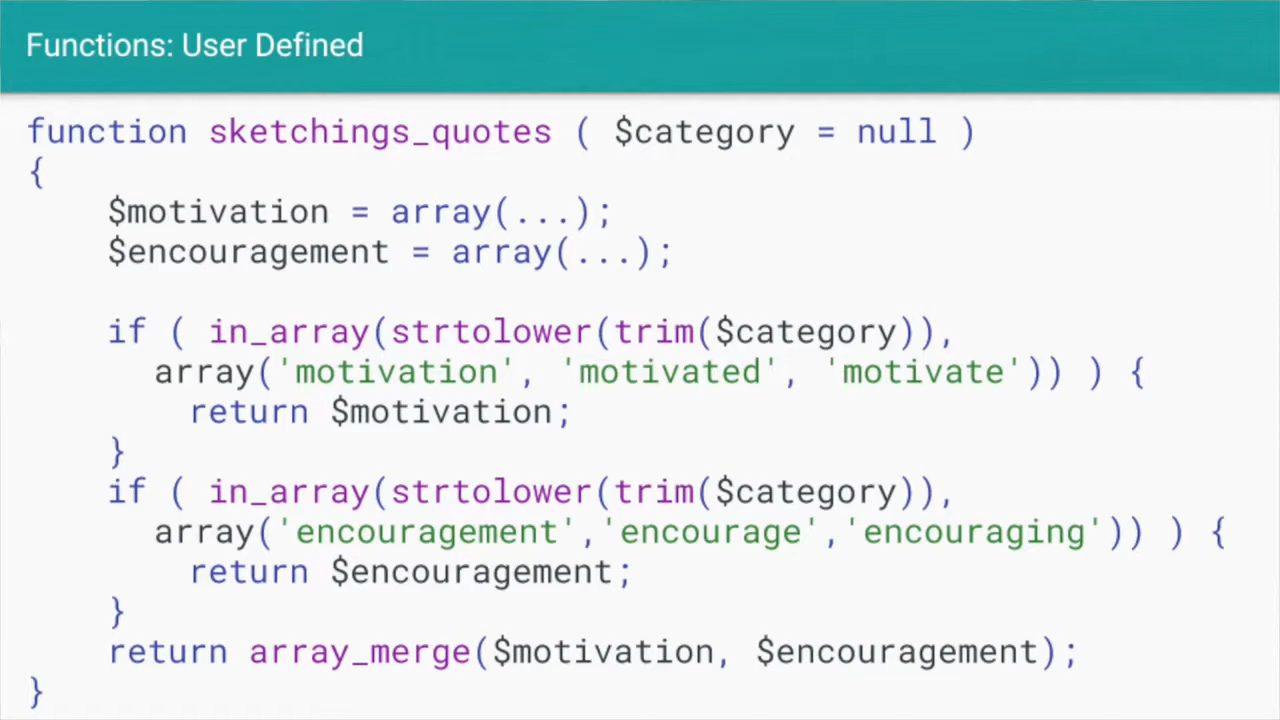 Functions: User Defined
function sketchings_quotes ( $category = null )
{
$motivation = array(...);
$encouragement = array(...);
if ( in_array(strtolower(trim($category)),
array('motivation', 'motivated', 'motivate')) ) {
return $motivation;
}
if ( in_array(strtolower(trim($category)),
array('encouragement','encourage','encouraging')) ) {
return $encouragement;
}
return array_merge($motivation, $encouragement);
}